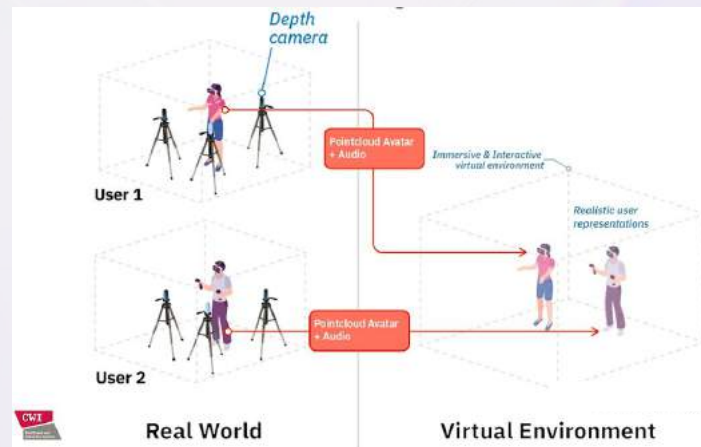 Depth
camera
User 1
Pointcloud Avatar
+ Audio
Immersive & Interactive
virtual environment
Realistic user
representations
User 2
Pointcloud Avatar
+ Audio
CWI
Real World
Virtual Environment